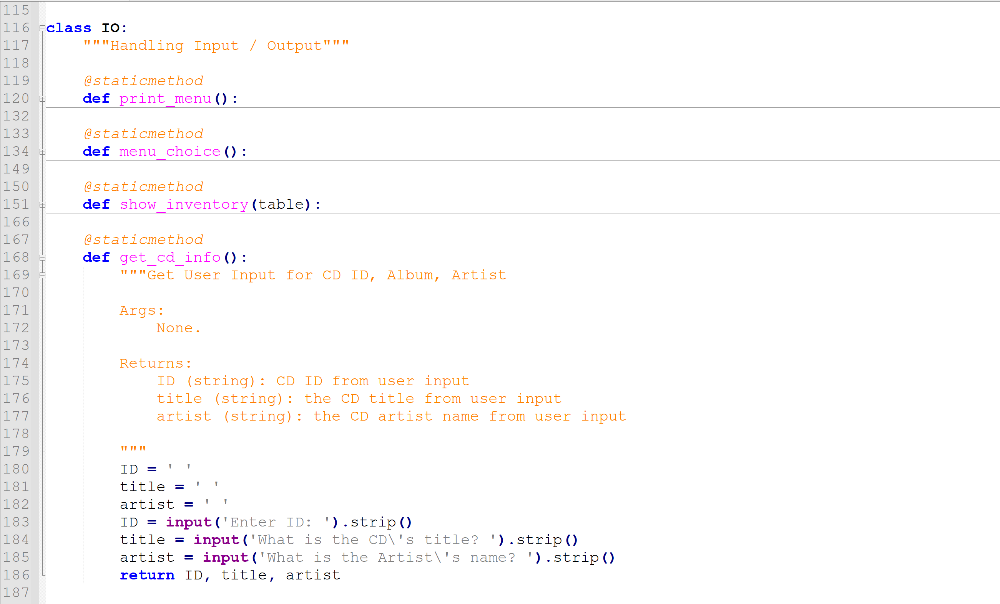 115
116 class IO:
117     """Handling Input / Output"""
118
119     @staticmethod
120     def print_menu():
132
133     @staticmethod
134     def menu_choice():
149
150     @staticmethod
151     def show_inventory(table):
166
167     @staticmethod
168     def get_cd_info():
169         """Get User Input for CD ID, Album, Artist
170
171         Args:
172             None.
173
174         Returns:
175             ID (string): CD ID from user input
176             title (string): the CD title from user input
177             artist (string): the CD artist name from user input
178
179         """
180         ID = ' '
181         title = ' '
182         artist = ' '
183         ID = input('Enter ID: ').strip()
184         title = input('What is the CD\'s title? ').strip()
185         artist = input('What is the Artist\'s name? ').strip()
186         return ID, title, artist
187